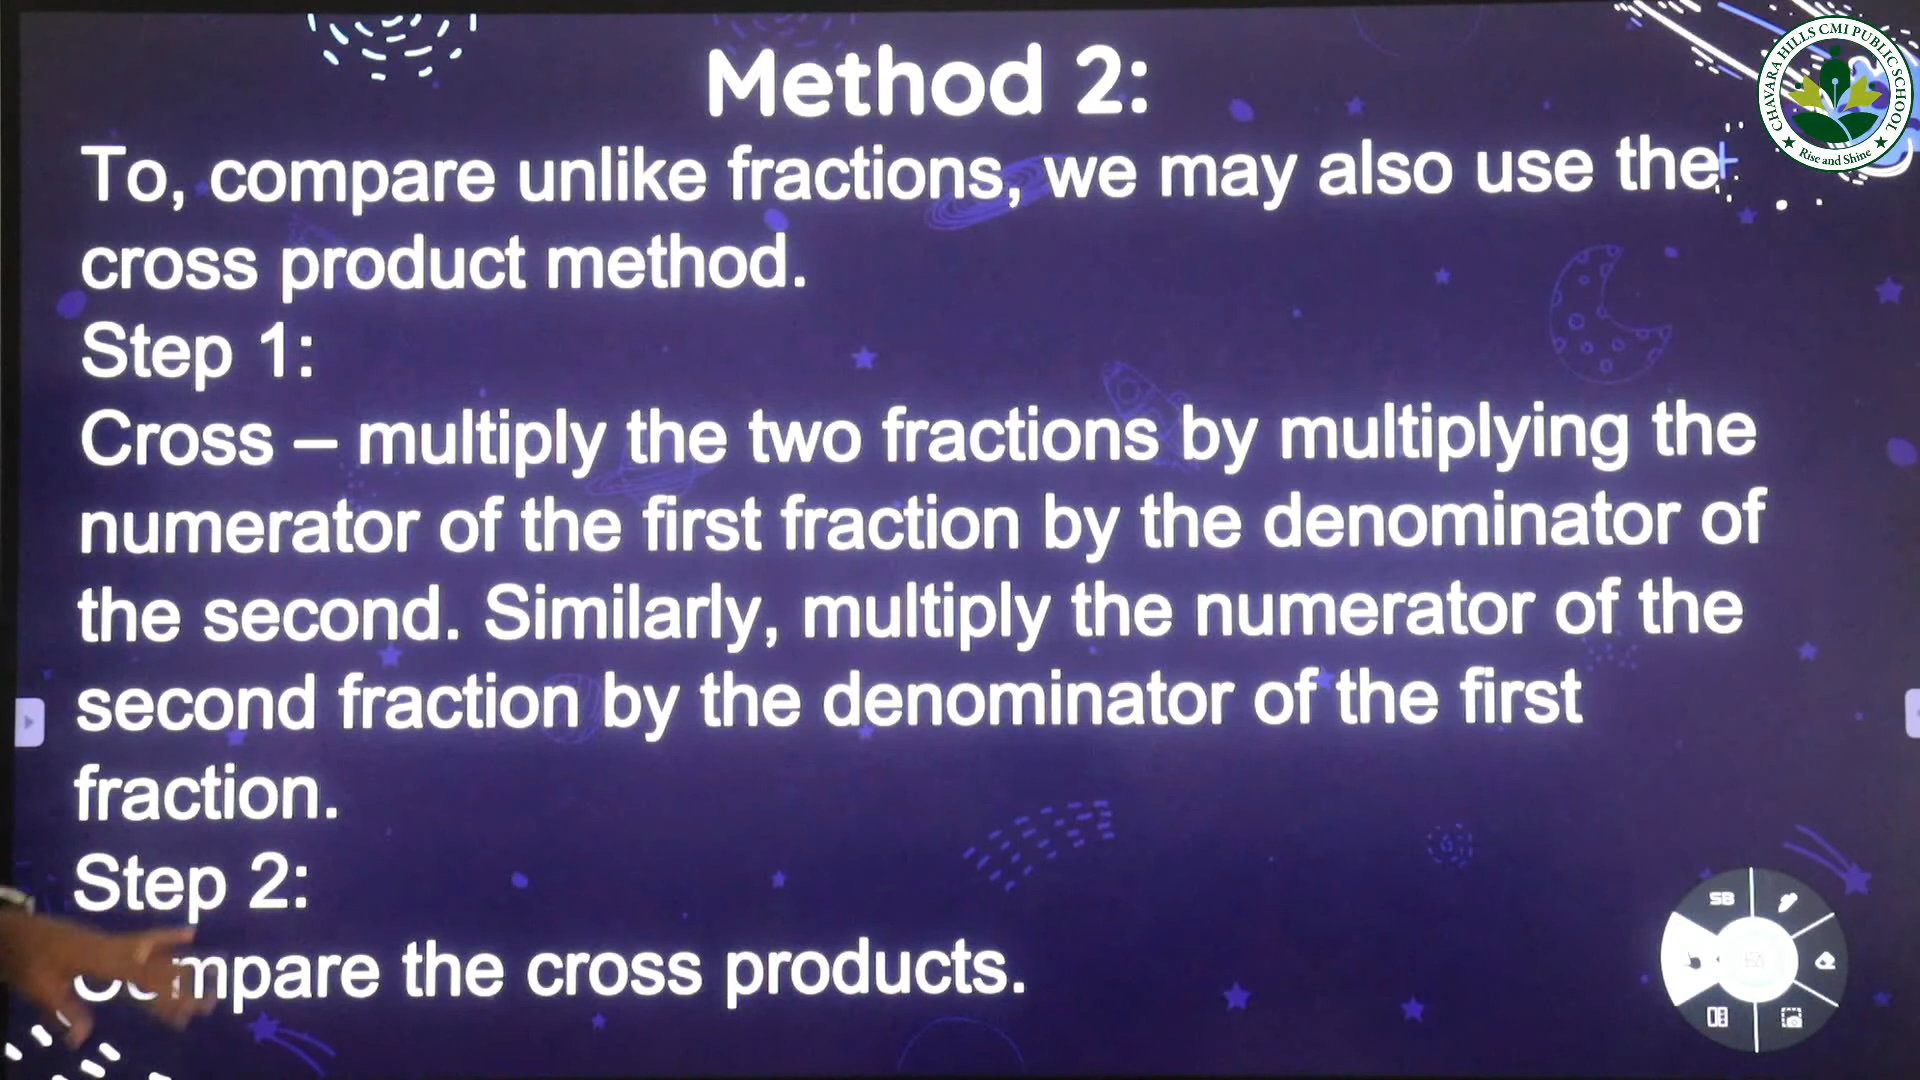 Method 2:
To, compare unlike fractions, we may also use the
cross product method.
Step 1:
Cross – multiply the two fractions by multiplying the
numerator of the first fraction by the denominator of
the second. Similarly, multiply the numerator of the
second fraction by the denominator of the first
fraction.
Step 2:
Compare the cross products.
CHAVARA HILLS CMI PUBLIC SCHOOL
Rise and Shine
SB